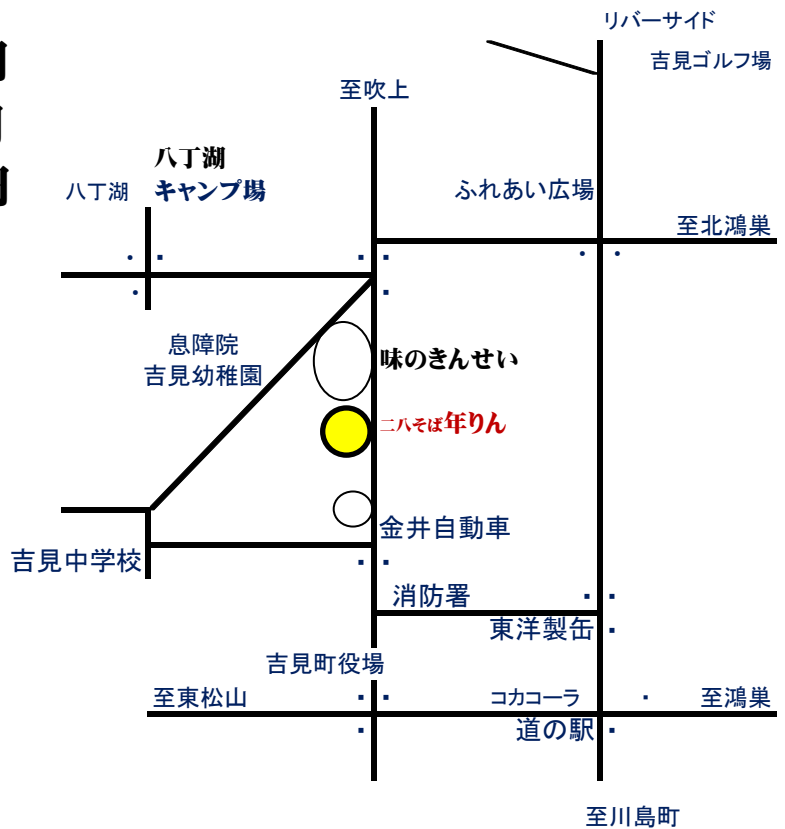 リバーサイド
吉見ゴルフ場
至吹上
八丁湖
キャンプ場
八丁湖
ふれあい広場
至北鴻巣
息障院
吉見幼稚園
味のきんせい
二八そば年りん
金井自動車
吉見中学校
消防署
東洋製缶
吉見町役場
至東松山
コカコーラ
至鴻巣
道の駅
至川島町